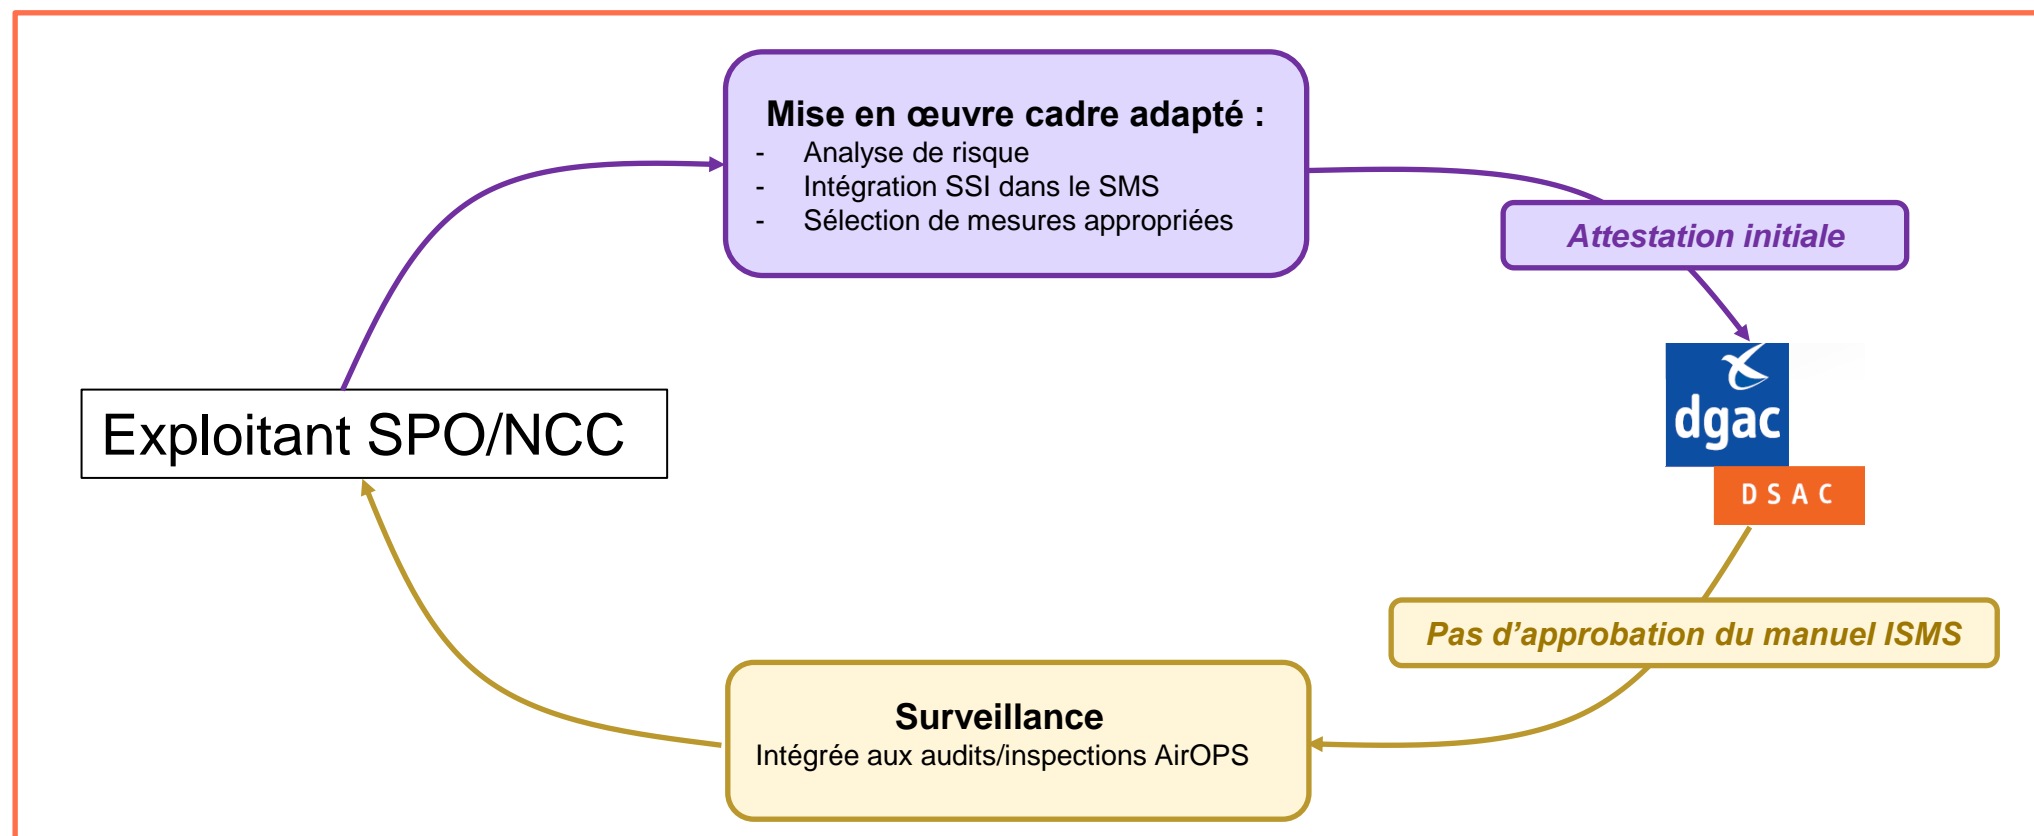 Mise en œuvre cadre adapté :
- Analyse de risque
- Intégration SSI dans le SMS
- Sélection de mesures appropriées
Attestation initiale
dgac
DSAC
Exploitant SPO/NCC
Pas d’approbation du manuel ISMS
Surveillance
Intégrée aux audits/inspections AirOPS